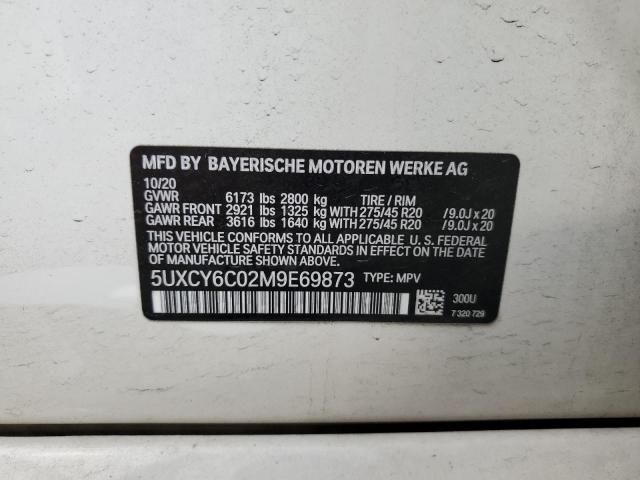 MFD BY BAYERISCHE MOTOREN WERKE AG
10/20
GVWR 6173 lbs 2800 kg TIRE / RIM
GAWR FRONT 2921 lbs 1325 kg WITH 275/45 R20 /9.0J x 20
GAWR REAR 3616 lbs 1640 kg WITH 275/45 R20 /9.0J x 20
THIS VEHICLE CONFORMS TO ALL APPLICABLE U. S. FEDERAL
MOTOR VEHICLE SAFETY STANDARDS IN EFFECT ON THE DATE
OF MANUFACTURE SHOWN ABOVE.
5UXCY6C02M9E69873 TYPE: MPV
300U
7 320 729